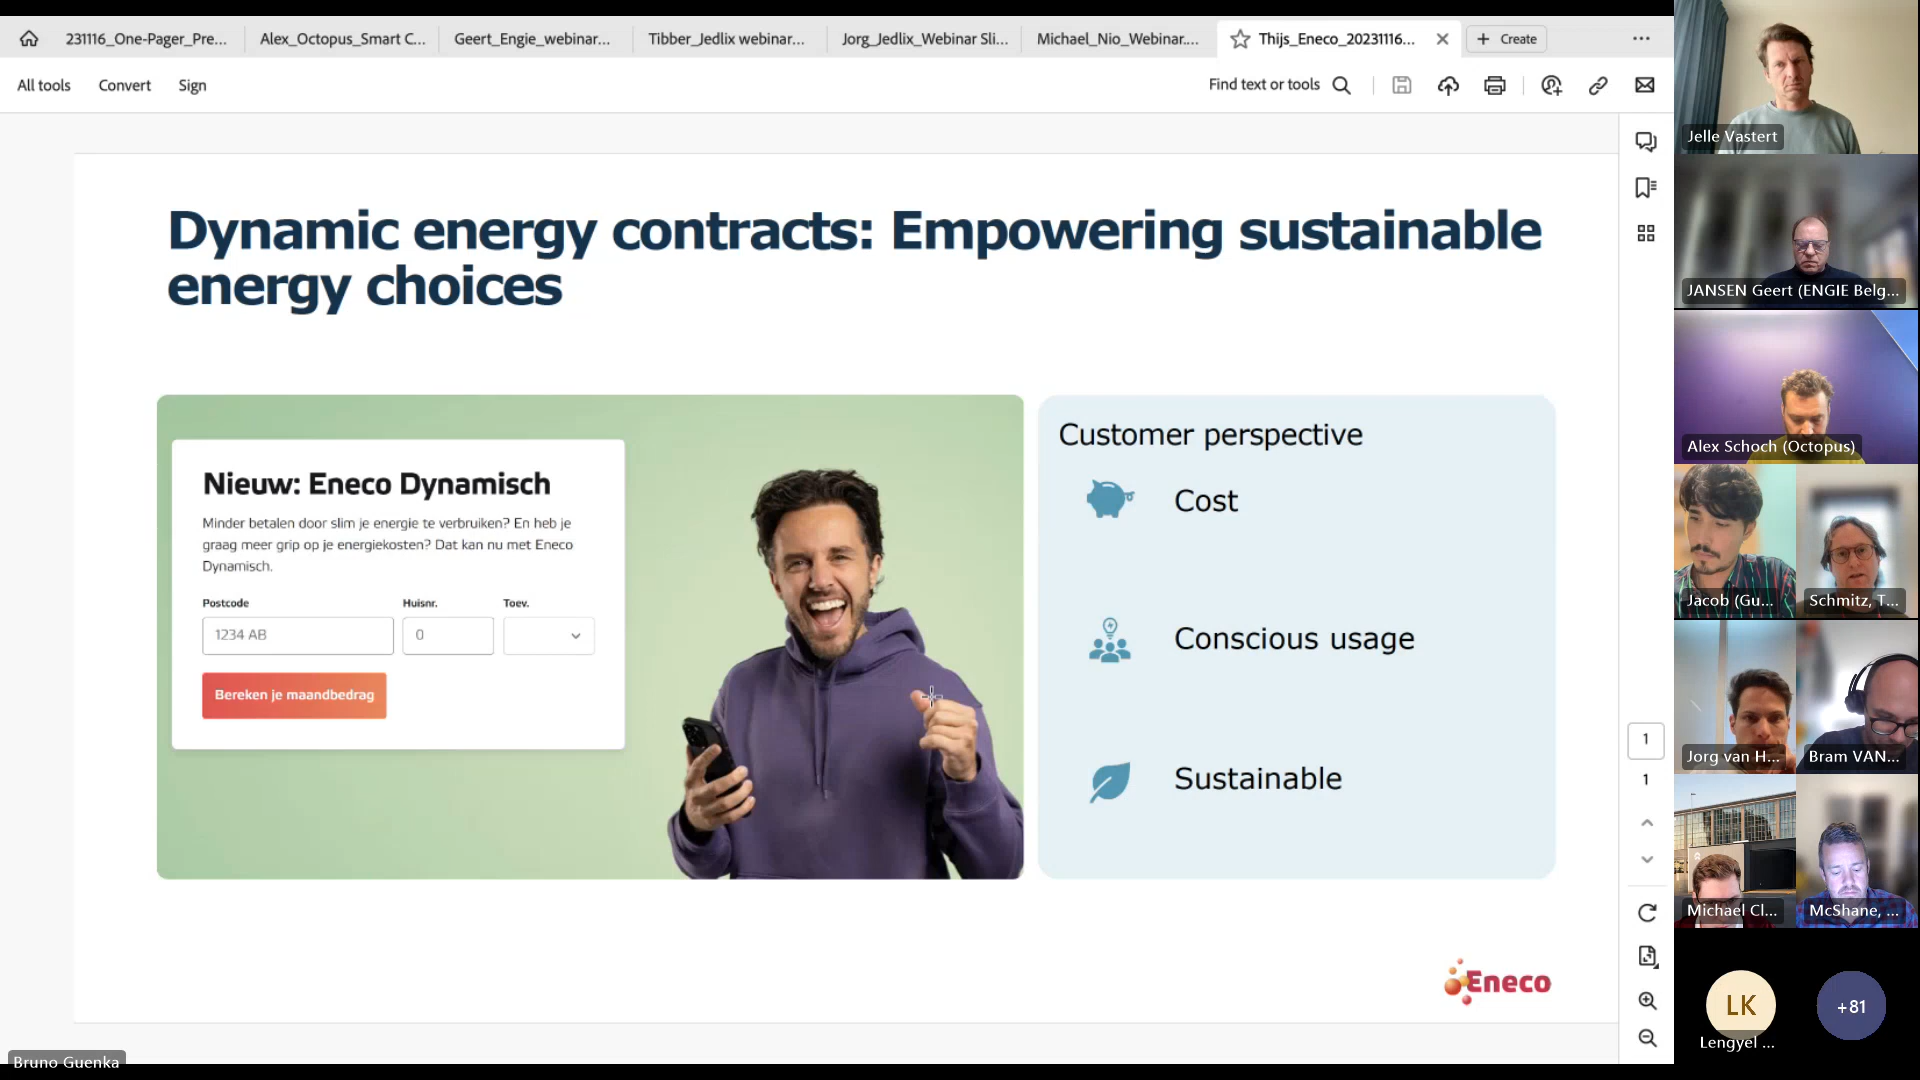 231116_One-Pager_Pre...
Alex_Octopus_Smart C...
Geert_Engie_webinar...
Tibber_Jedlix webinar...
Jorg_Jedlix_Webinar Sli...
Michael_Nio_Webinar....
Thijs_Eneco_20231116...
Create
All tools
Convert
Sign
Find text or tools
Dynamic energy contracts: Empowering sustainable
energy choices
Nieuw: Eneco Dynamisch
Minder betalen door slim je energie te verbruiken? En heb je
graag meer grip op je energiekosten? Dat kan nu met Eneco
Dynamisch.
Postcode
Huisnr.
Toev.
1234 AB
0
Bereken je maandbedrag
Customer perspective
Cost
Conscious usage
Sustainable
Eneco
1
1
Jelle Vastert
JANSEN Geert (ENGIE Belg...
Alex Schoch (Octopus)
Jacob (Gu...
Schmitz, T...
Jorg van H...
Bram VAN...
Michael Cl...
McShane, ...
LK
Lengyel ...
+81
Bruno Guenka